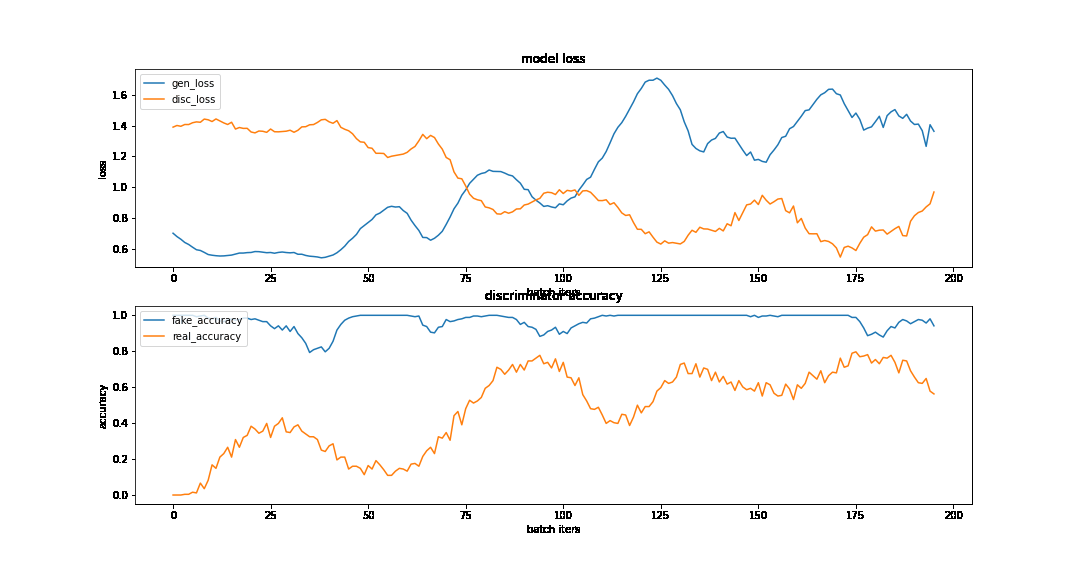 model loss
gen_loss
disc_loss
1.6
1.4
1.2
1.0
0.8
0.6
loss
0 25 50 75 100 125 150 175 200
batch iters
discriminator accuracy
fake_accuracy
real_accuracy
1.0
0.8
0.6
0.4
0.2
0.0
accuracy
0 25 50 75 100 125 150 175 200
batch iters